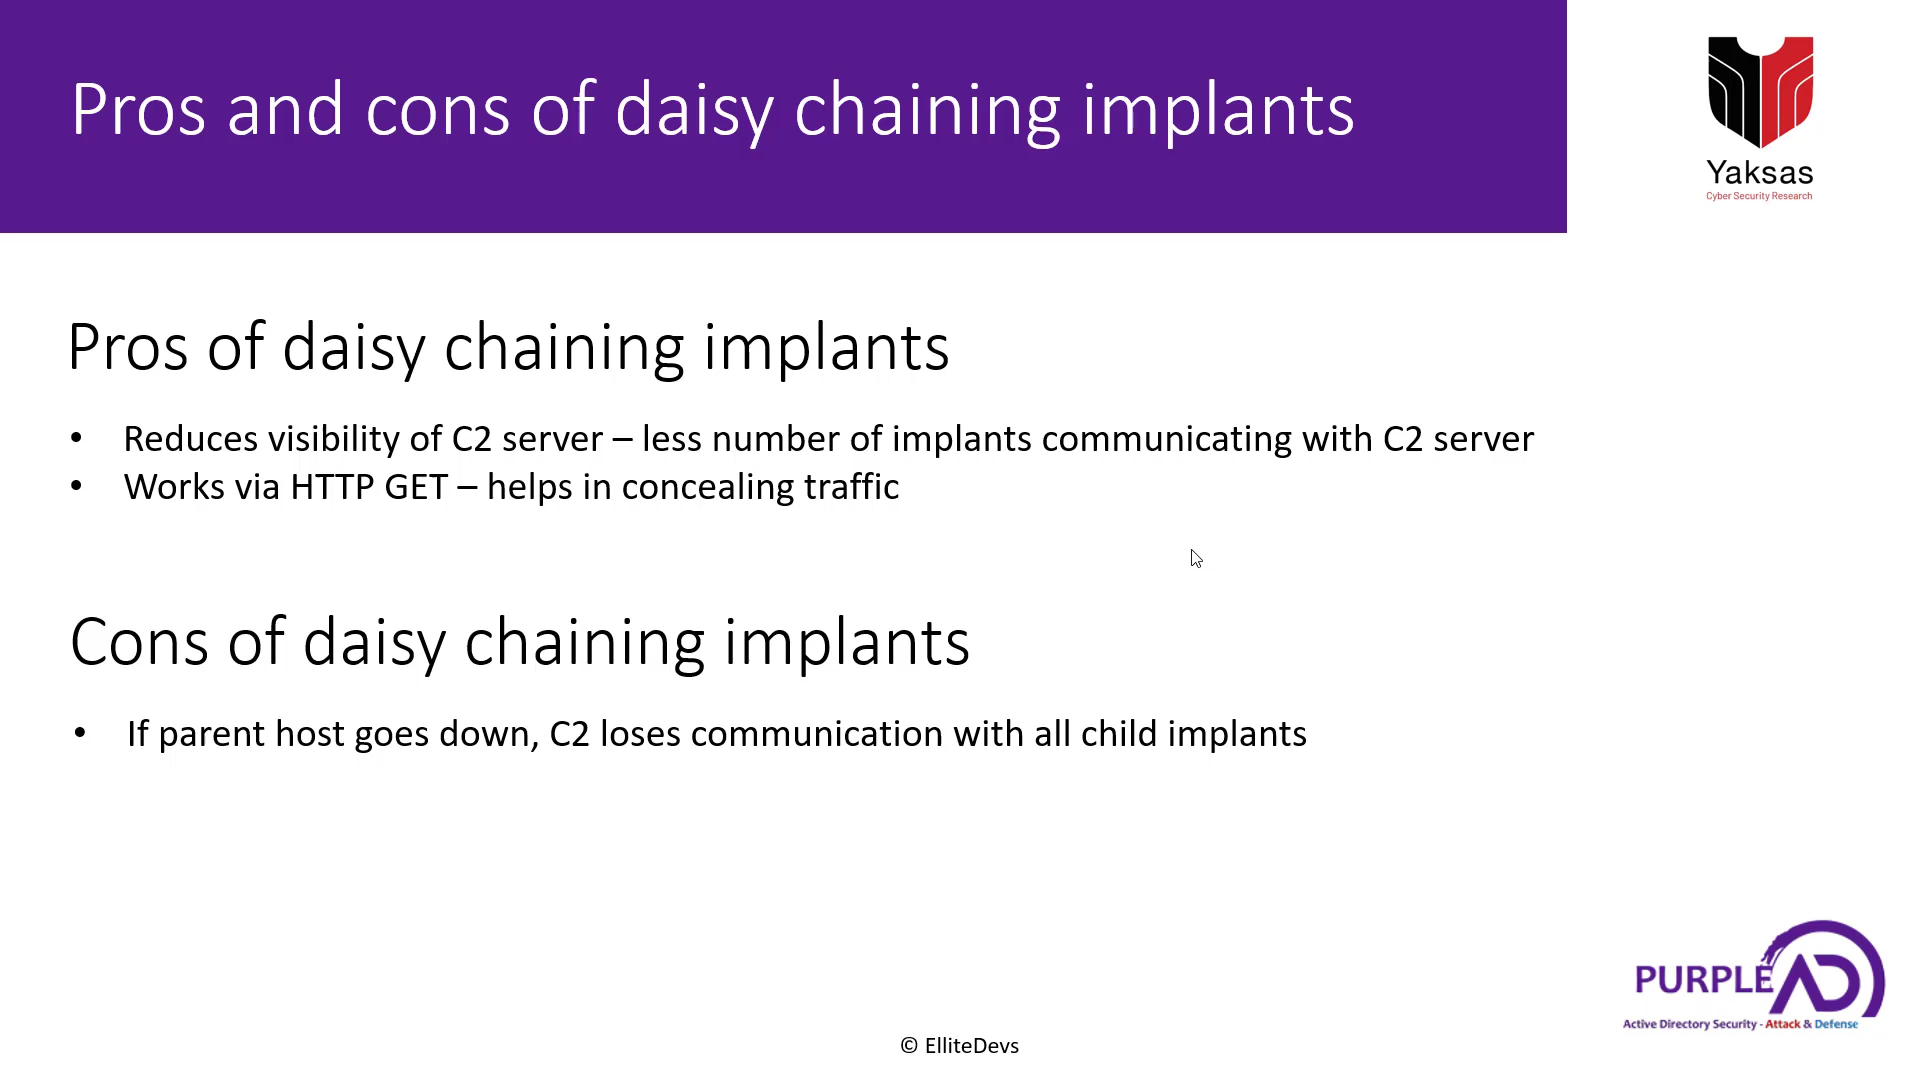 Pros and cons of daisy chaining implants
Yaksas
Cyber Security Research
Pros of daisy chaining implants
• Reduces visibility of C2 server – less number of implants communicating with C2 server
• Works via HTTP GET – helps in concealing traffic
Cons of daisy chaining implants
• If parent host goes down, C2 loses communication with all child implants
PURPLE AD
Active Directory Security - Attack & Defense
© ElliteDevs